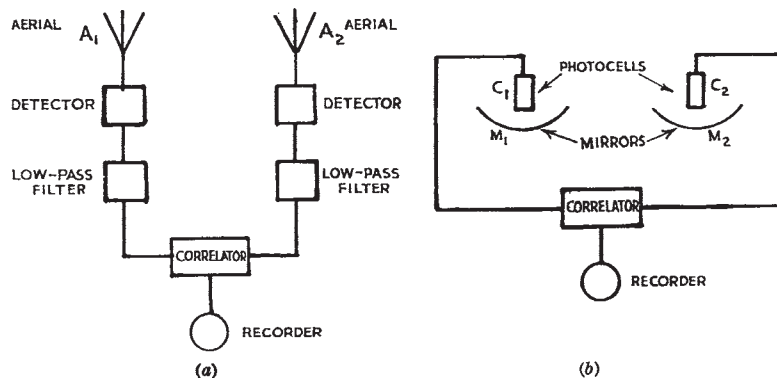 AERIAL A1
A2 AERIAL
DETECTOR
DETECTOR
LOW-PASS
FILTER
LOW-PASS
FILTER
CORRELATOR
RECORDER
(a)
PHOTOCELLS
C1
C2
M1
MIRRORS
M2
CORRELATOR
RECORDER
(b)